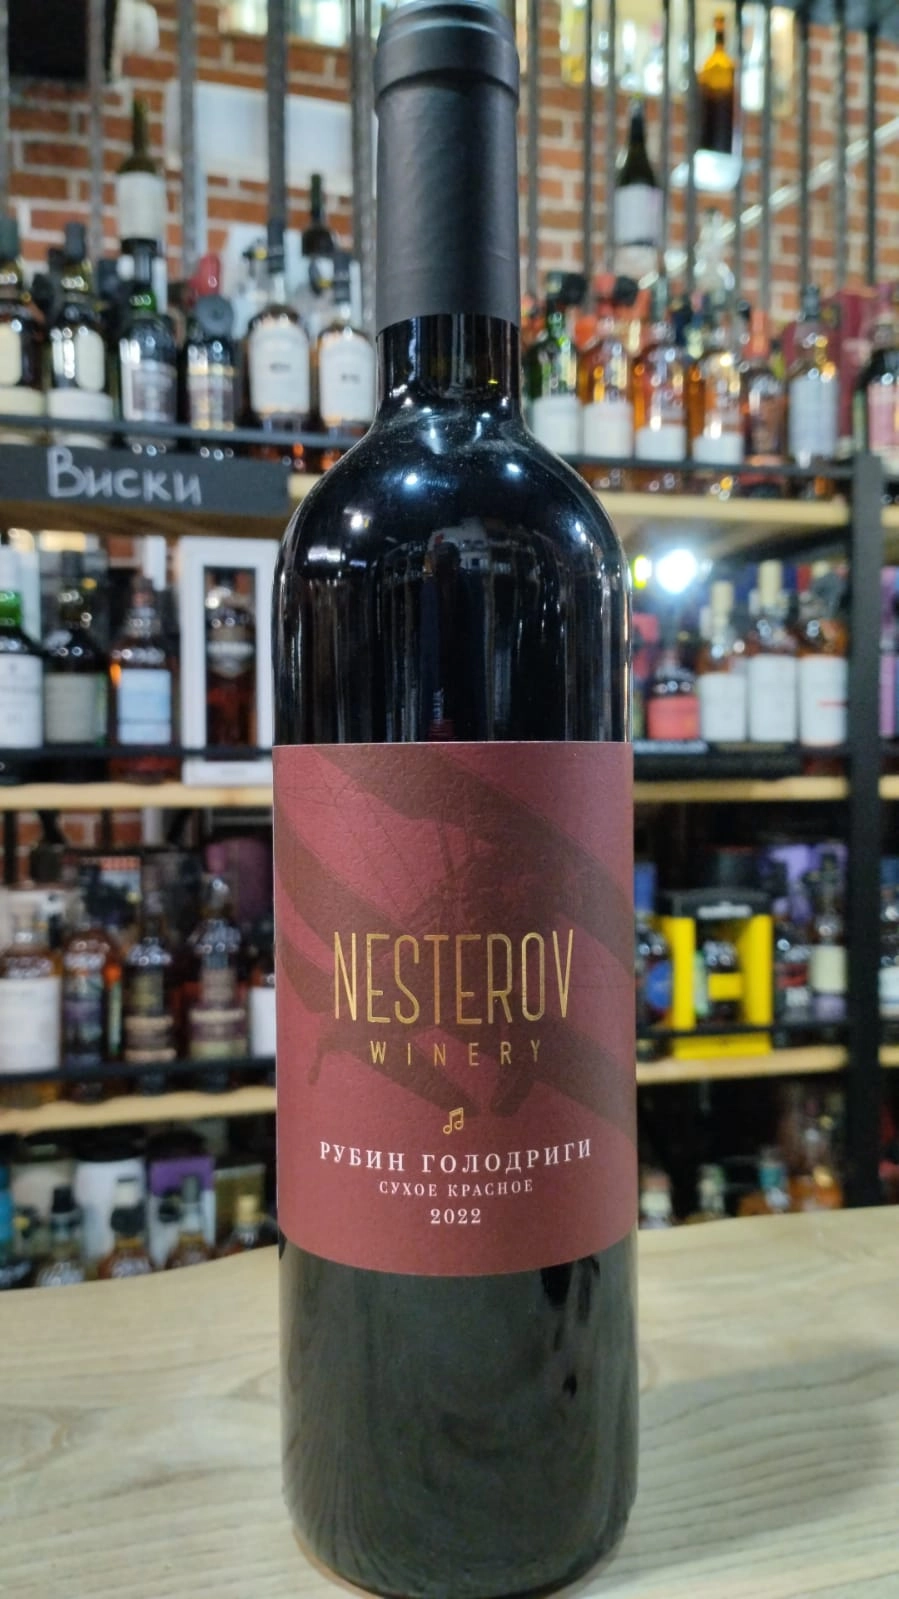 Виски
NESTEROV
WINERY
РУБИН ГОЛОДРИГИ
СУХОЕ КРАСНОЕ
2022